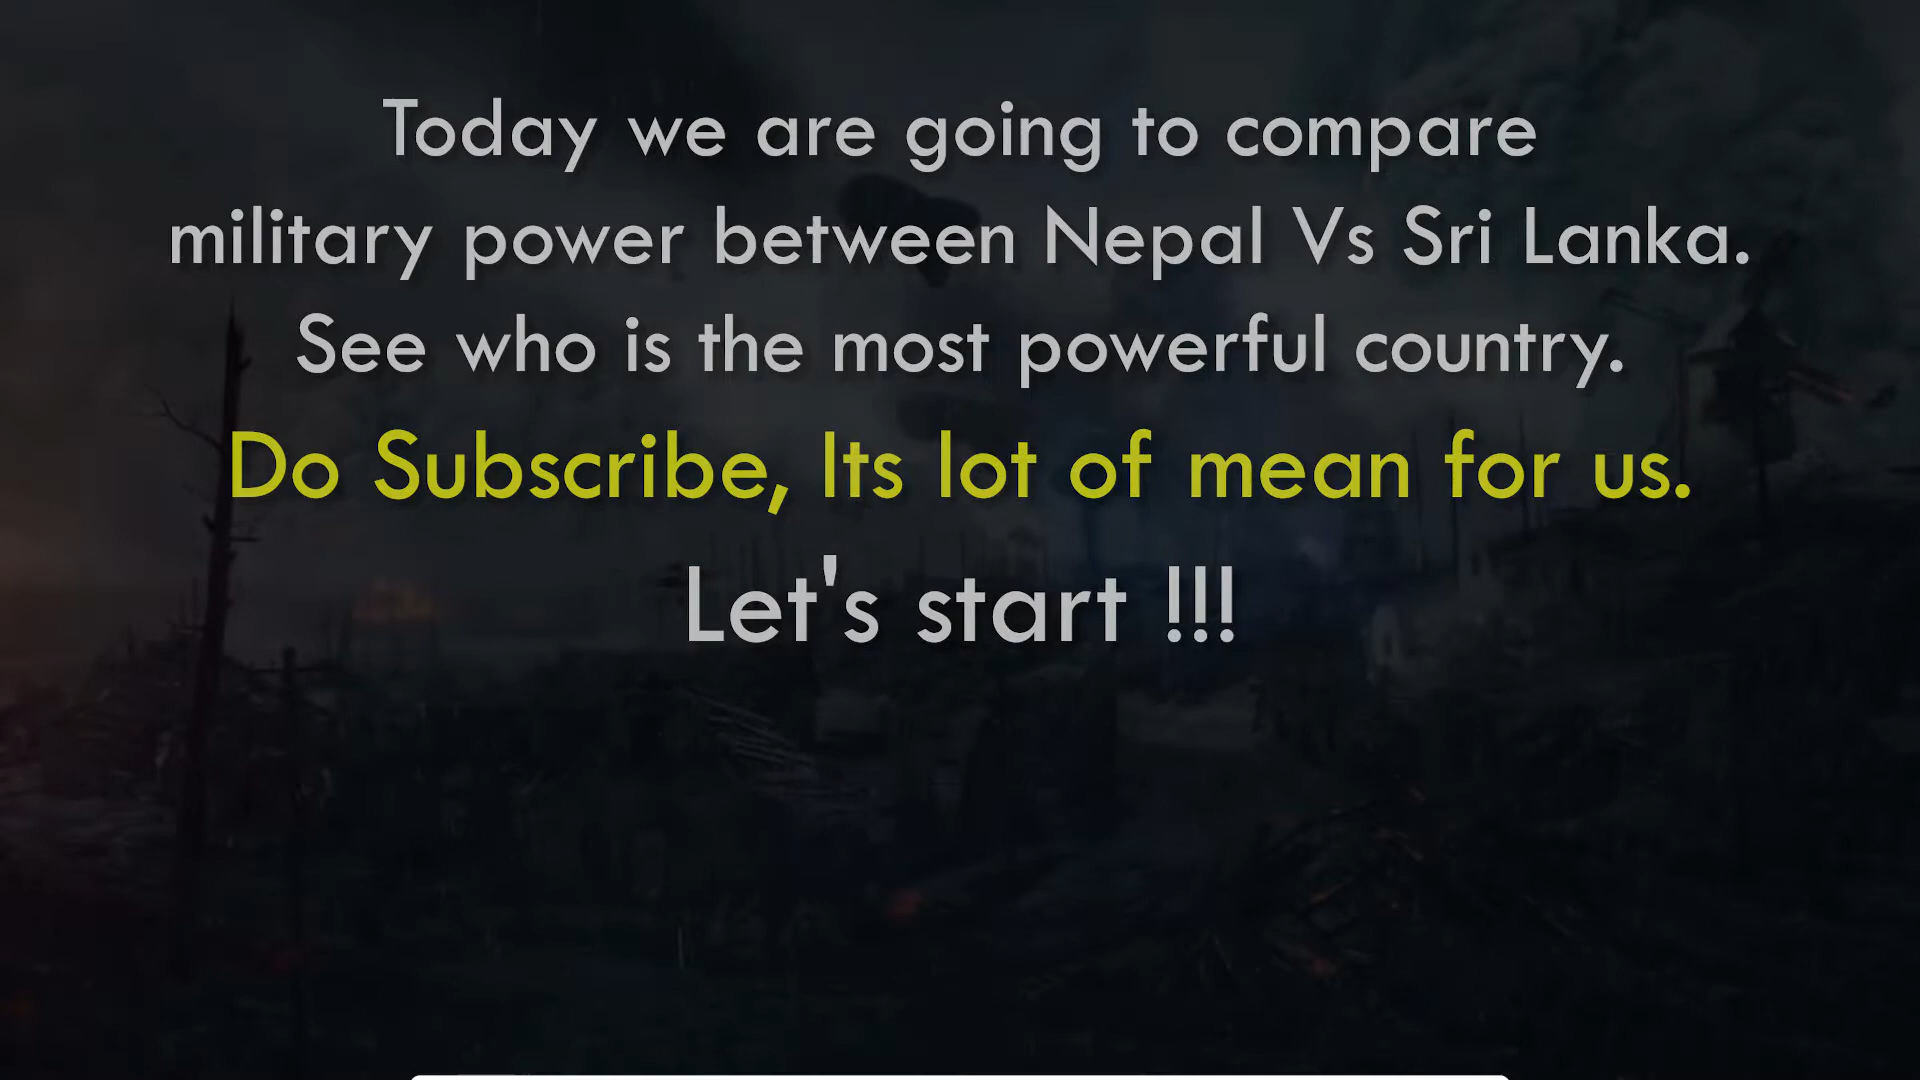 Today we are going to compare
military power between Nepal Vs Sri Lanka.
See who is the most powerful country.
Do Subscribe, Its lot of mean for us.
Let's start !!!